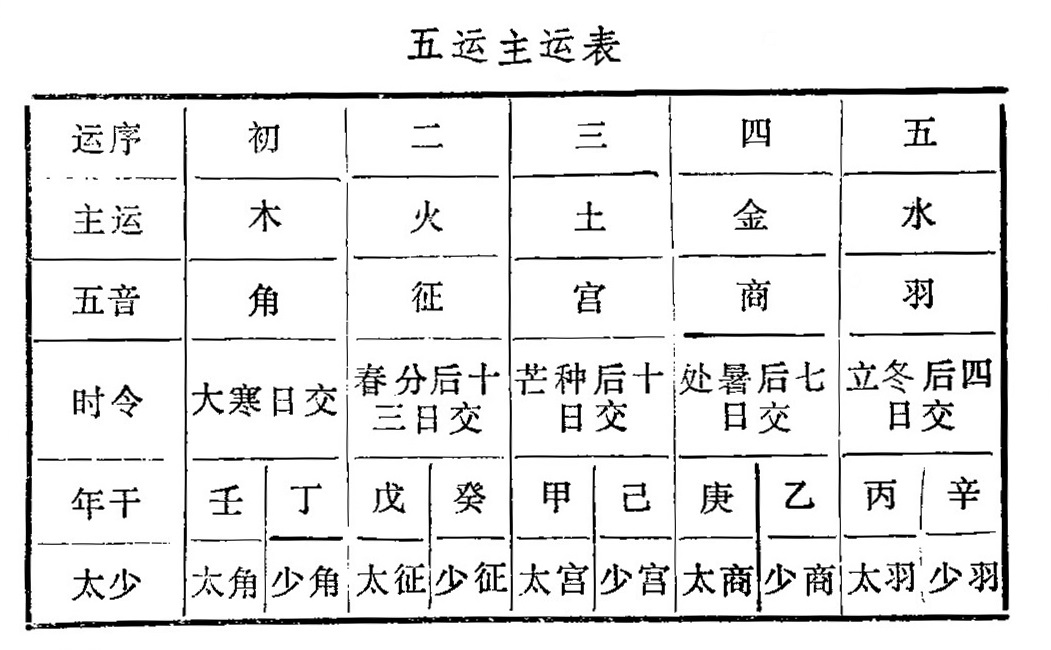 五运主运表
运序 初 二 三 四 五
主运 木 火 土 金 水
五音 角 征 宫 商 羽
时令 大寒日交 春分后十三日交 芒种后十日交 处暑后七日交 立冬后四日交
年干 壬 丁 戊 癸 甲 己 庚 乙 丙 辛
太少 太角 少角 太征 少征 太宫 少宫 太商 少商 太羽 少羽